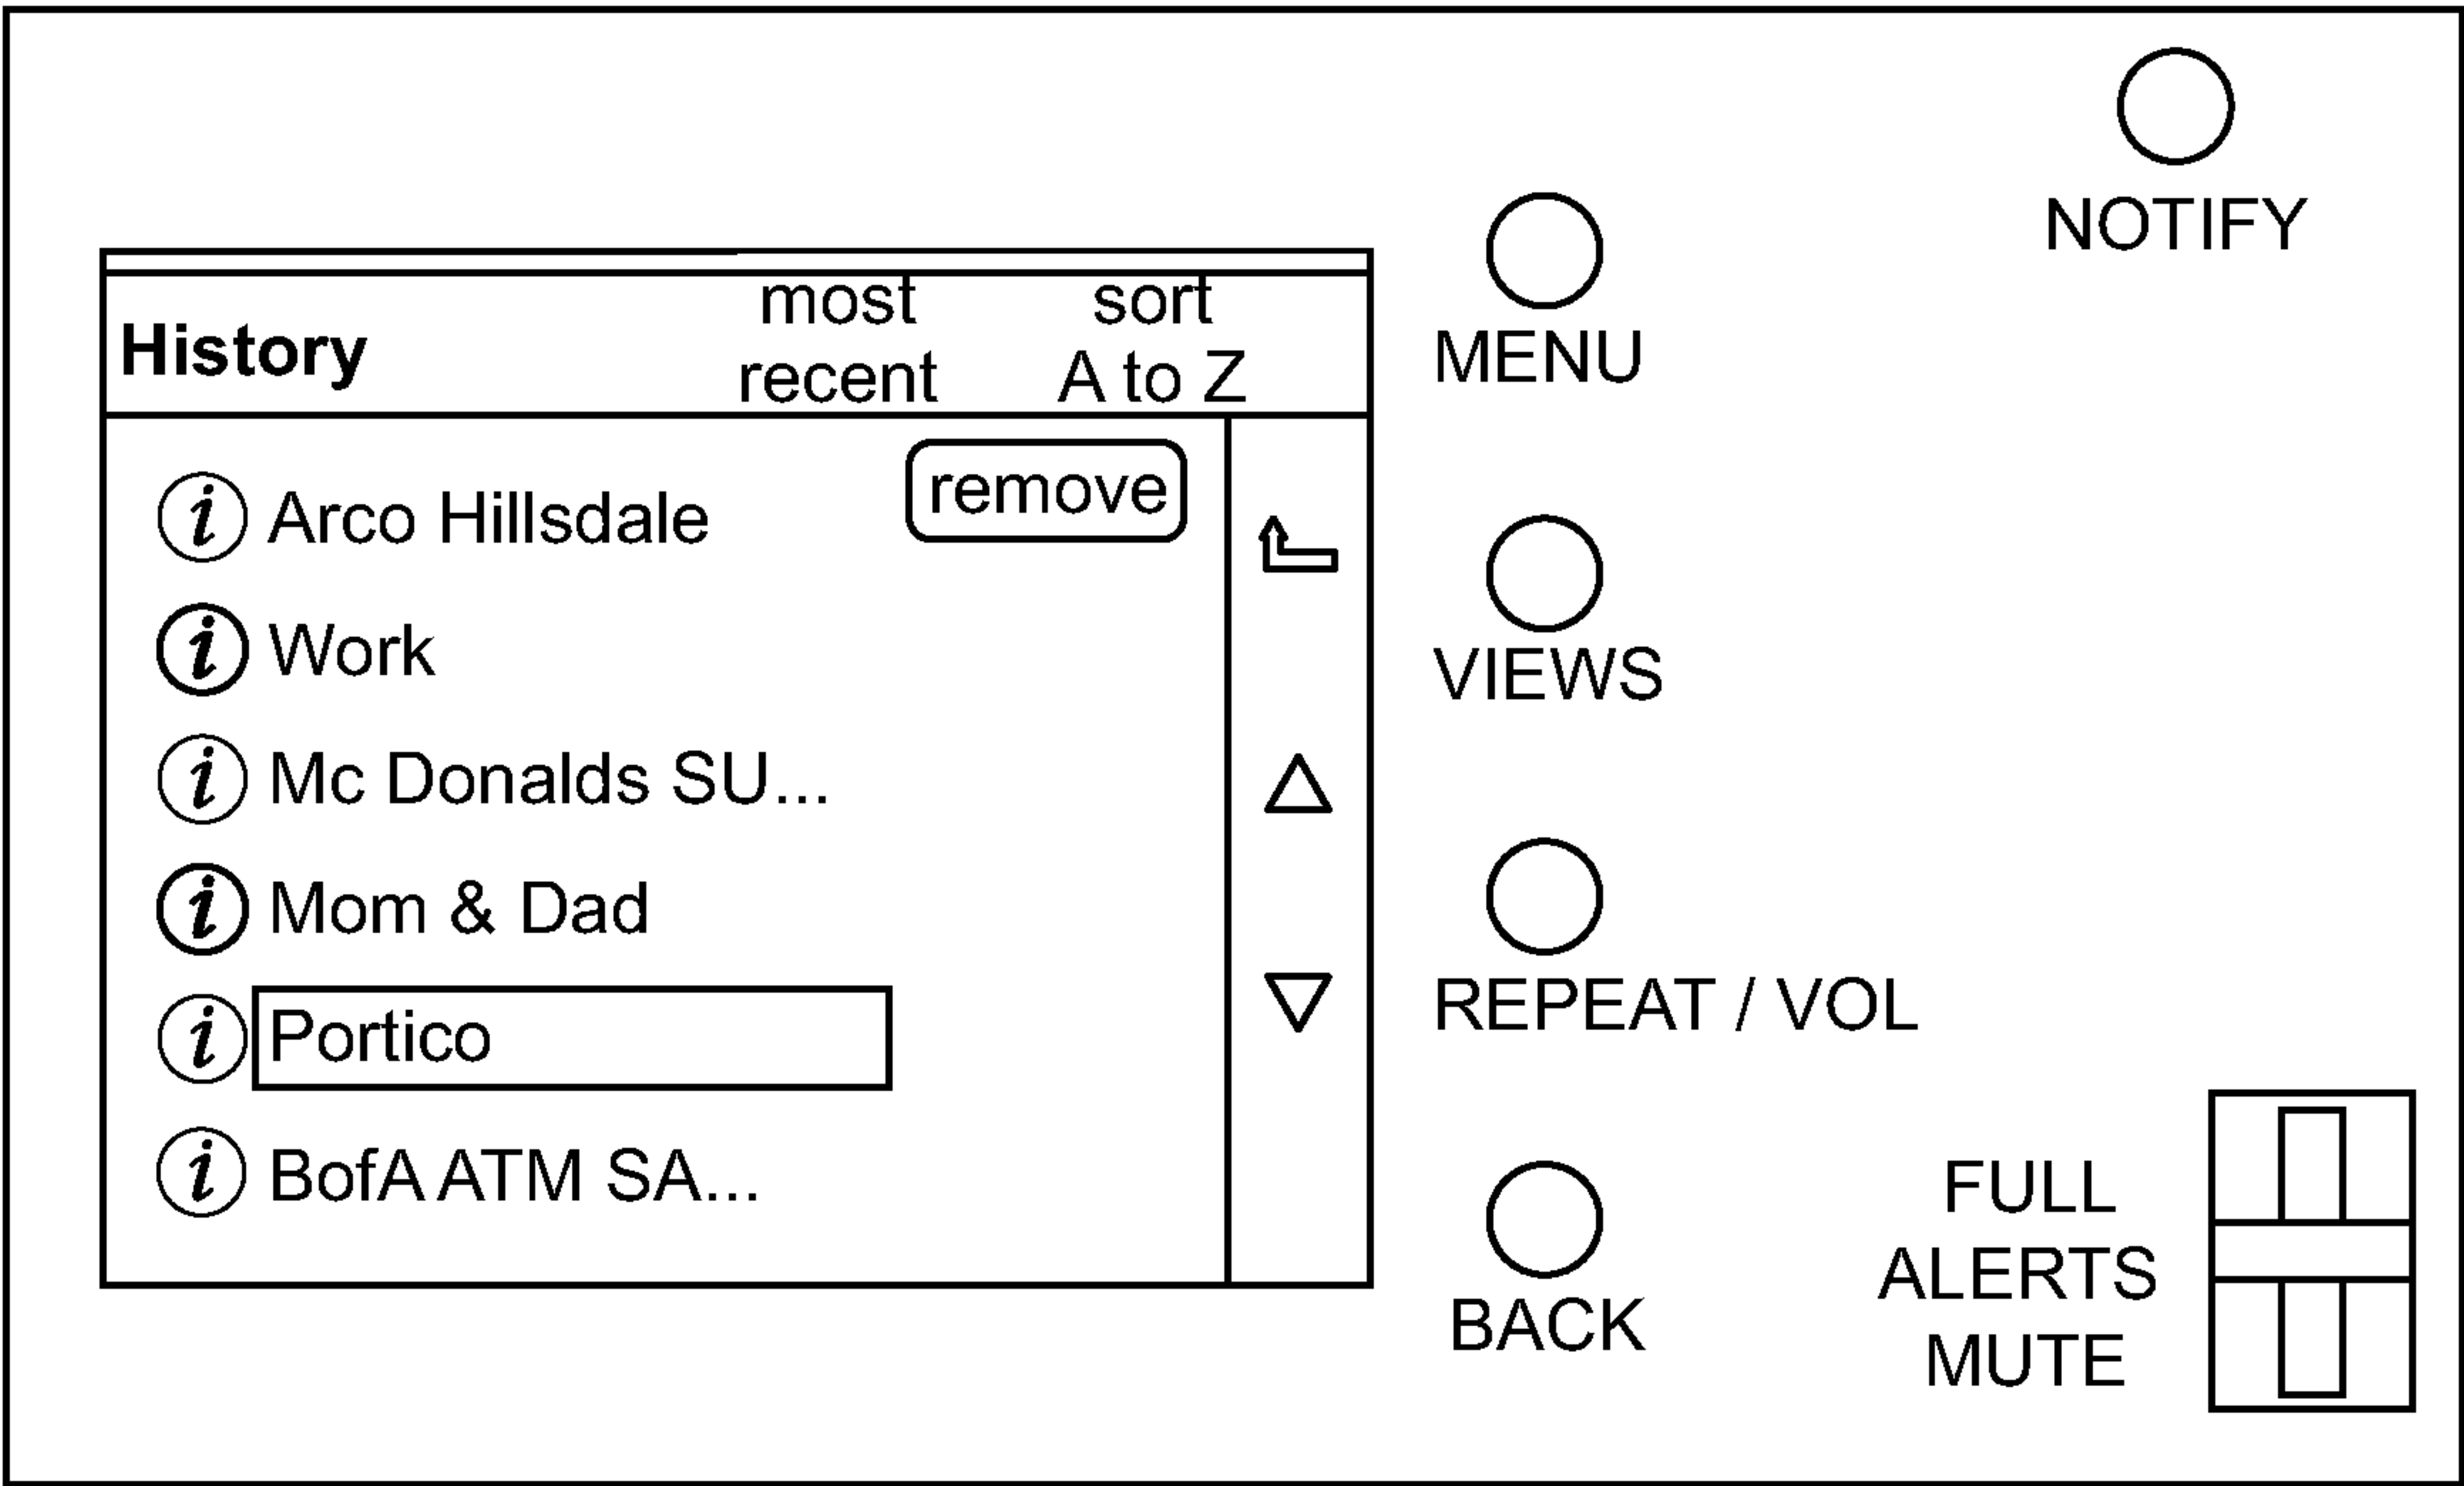 NOTIFY
MENU
most sort
History
recent A to Z
remove
i Arco Hillsdale
i Work
VIEWS
i Mc Donalds SU...
i Mom & Dad
i Portico
REPEAT / VOL
i BofA ATM SA...
FULL
ALERTS
MUTE
BACK